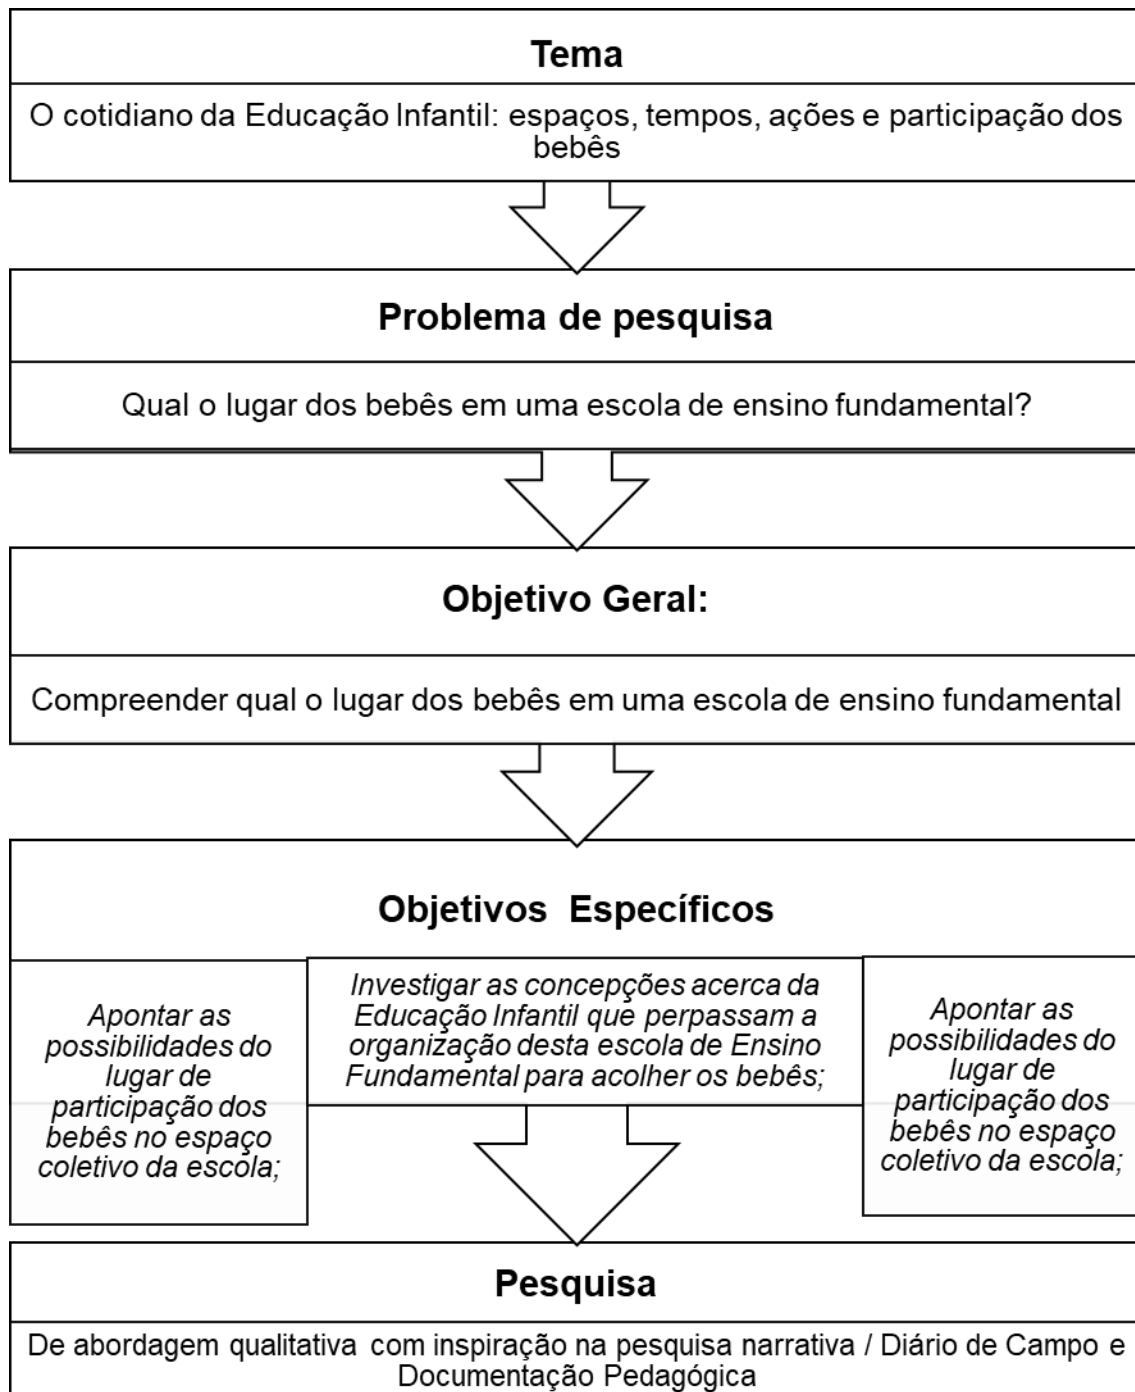 Tema
O cotidiano da Educação Infantil: espaços, tempos, ações e participação dos
bebês
Problema de pesquisa
Qual o lugar dos bebês em uma escola de ensino fundamental?
Objetivo Geral:
Compreender qual o lugar dos bebês em uma escola de ensino fundamental
Objetivos Específicos
Apontar as
possibilidades do
lugar de
participação dos
bebês no espaço
coletivo da escola;
Investigar as concepções acerca da
Educação Infantil que perpassam a
organização desta escola de Ensino
Fundamental para acolher os bebês;
Apontar as
possibilidades do
lugar de
participação dos
bebês no espaço
coletivo da escola;
Pesquisa
De abordagem qualitativa com inspiração na pesquisa narrativa / Diário de Campo e
Documentação Pedagógica